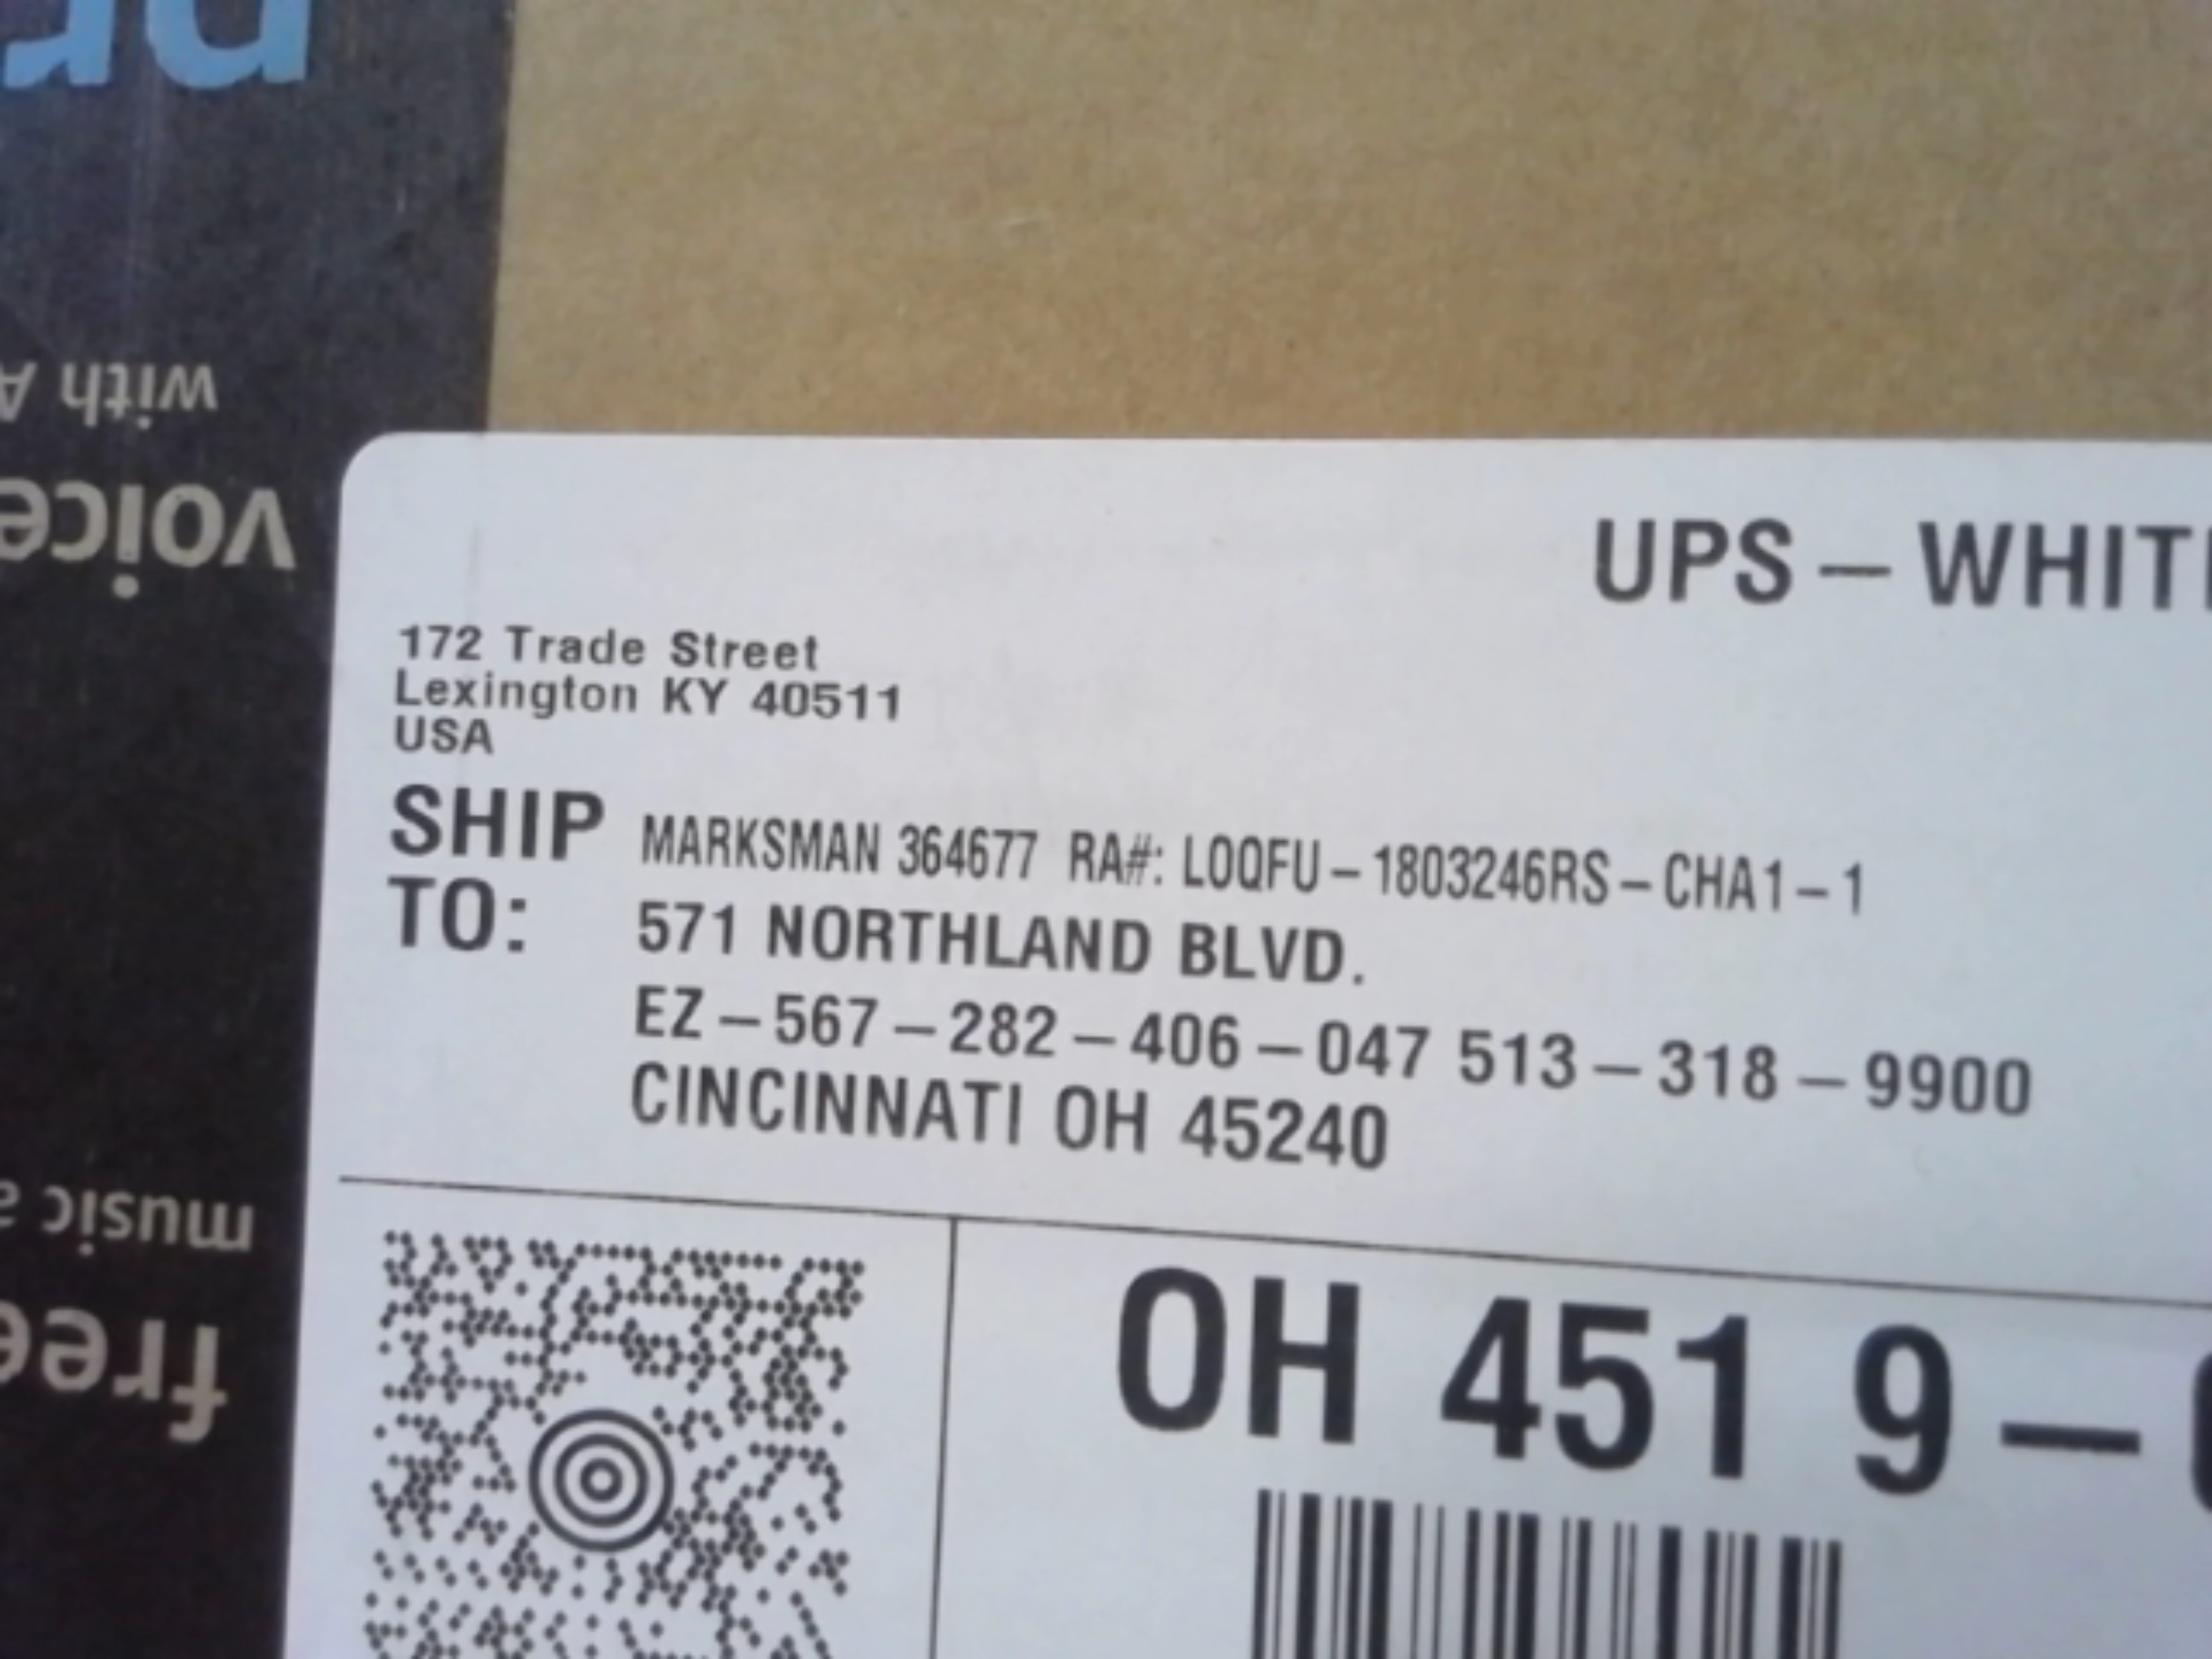 UPS – WHIT
172 Trade Street
Lexington KY 40511
USA
SHIP TO:
MARKSMAN 364677 RA#: LOQFU – 1803246RS – CHA1 – 1
571 NORTHLAND BLVD.
EZ – 567 – 282 – 406 – 047 513 – 318 – 9900
CINCINNATI OH 45240
OH 451 9 –
free
music a
voice
with A